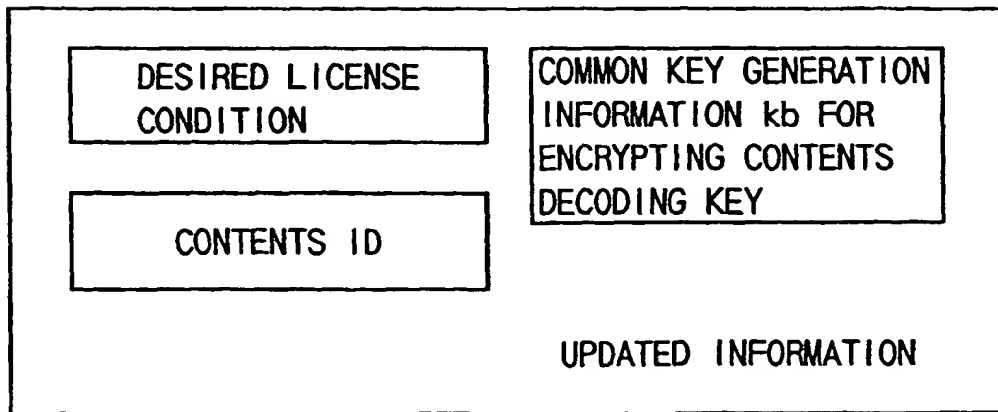 DESIRED LICENSE
CONDITION
COMMON KEY GENERATION
INFORMATION kb FOR
ENCRYPTING CONTENTS
DECODING KEY
CONTENTS ID
UPDATED INFORMATION